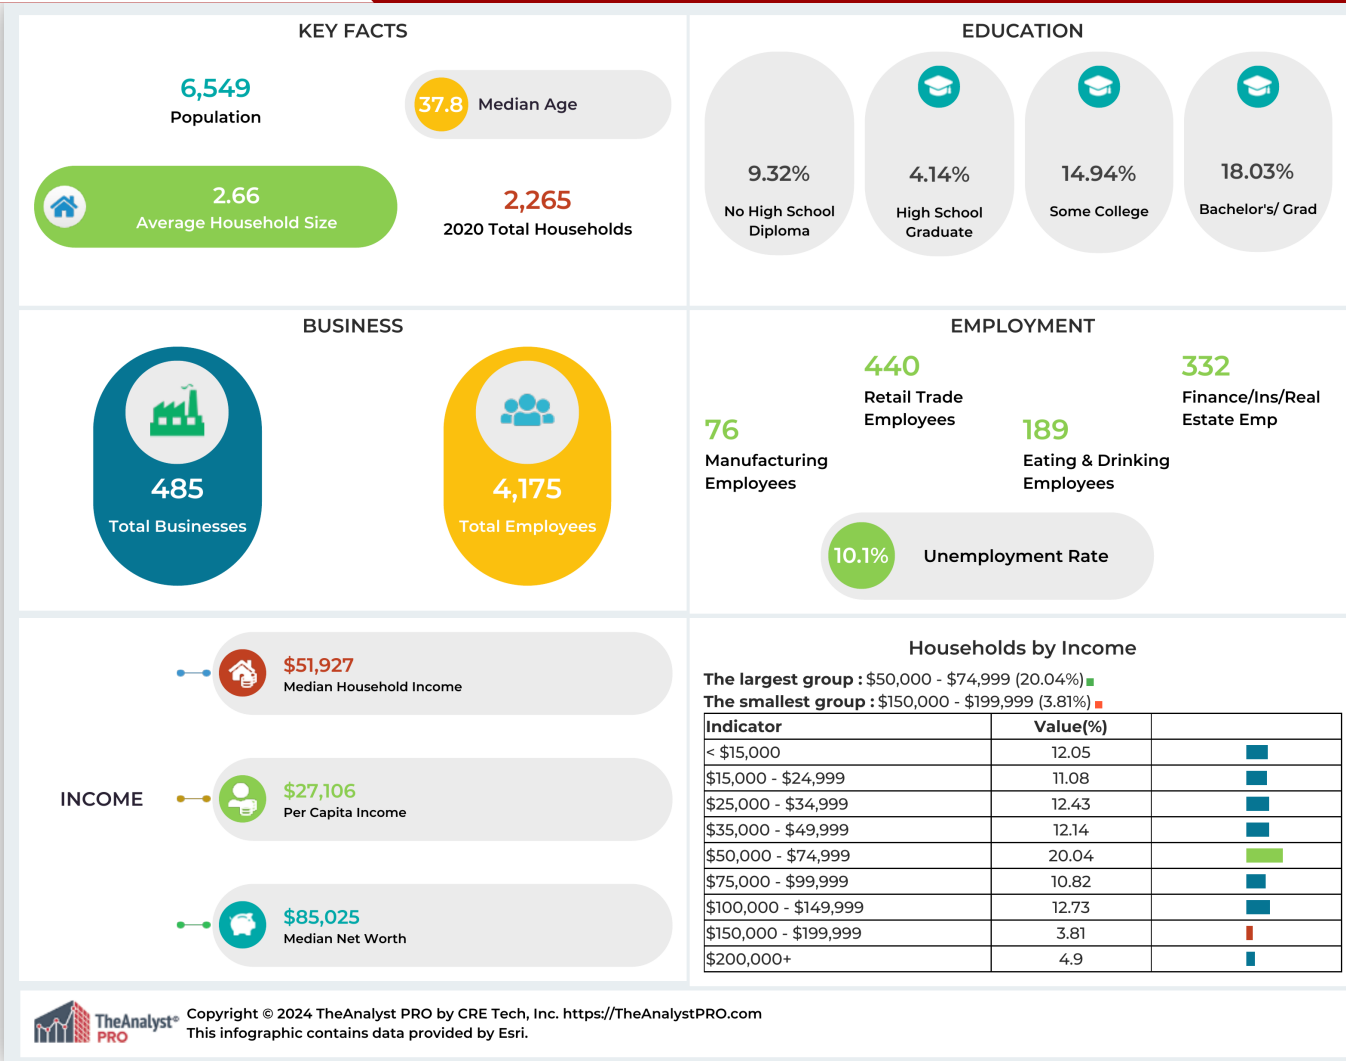 KEY FACTS
6,549
Population
37.8 Median Age
2.66
Average Household Size
2,265
2020 Total Households
EDUCATION
9.32%
No High School
Diploma
4.14%
High School
Graduate
14.94%
Some College
18.03%
Bachelor's/ Grad
BUSINESS
485
Total Businesses
4,175
Total Employees
EMPLOYMENT
76
Manufacturing
Employees
440
Retail Trade
Employees
189
Eating & Drinking
Employees
332
Finance/Ins/Real
Estate Emp
10.1% Unemployment Rate
INCOME
$51,927
Median Household Income
$27,106
Per Capita Income
$85,025
Median Net Worth
Households by Income
The largest group : $50,000 - $74,999 (20.04%)
The smallest group : $150,000 - $199,999 (3.81%)
Indicator Value(%)
< $15,000 12.05
$15,000 - $24,999 11.08
$25,000 - $34,999 12.43
$35,000 - $49,999 12.14
$50,000 - $74,999 20.04
$75,000 - $99,999 10.82
$100,000 - $149,999 12.73
$150,000 - $199,999 3.81
$200,000+ 4.9
TheAnalyst®
PRO
Copyright © 2024 TheAnalyst PRO by CRE Tech, Inc. https://TheAnalystPRO.com
This infographic contains data provided by Esri.